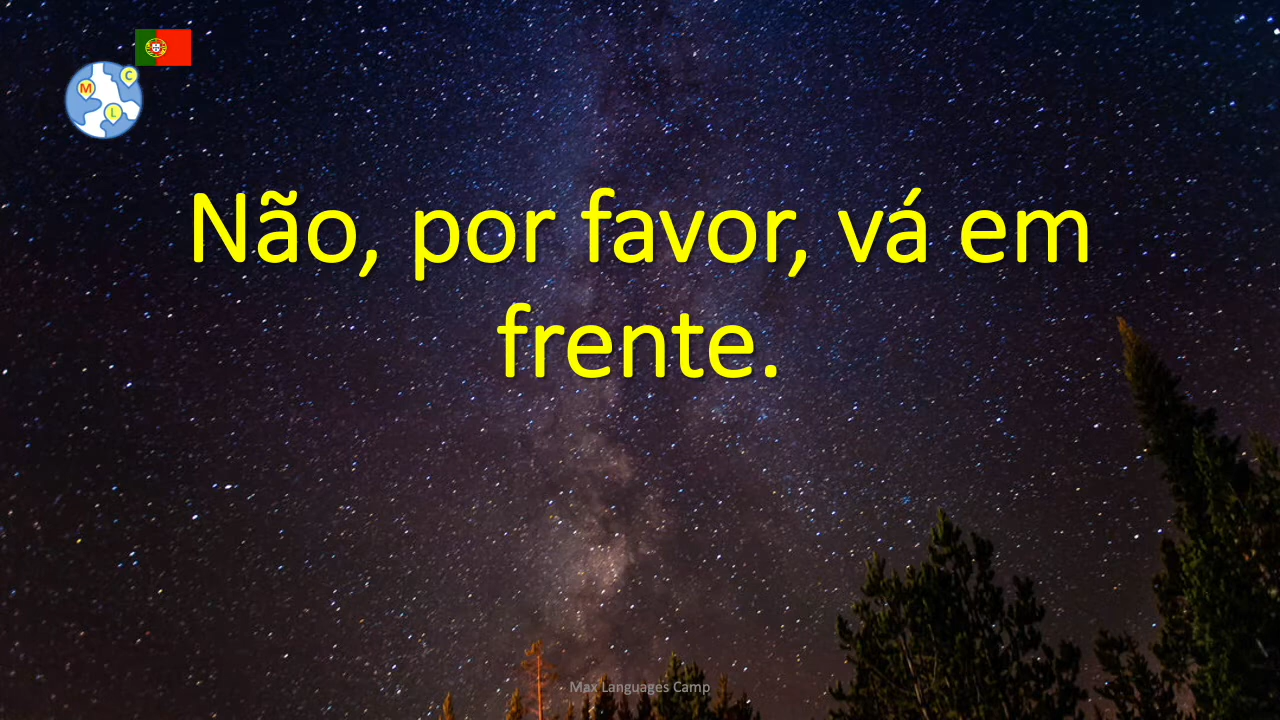 C
M
L
Não, por favor, vá em
frente.
Max Languages Camp